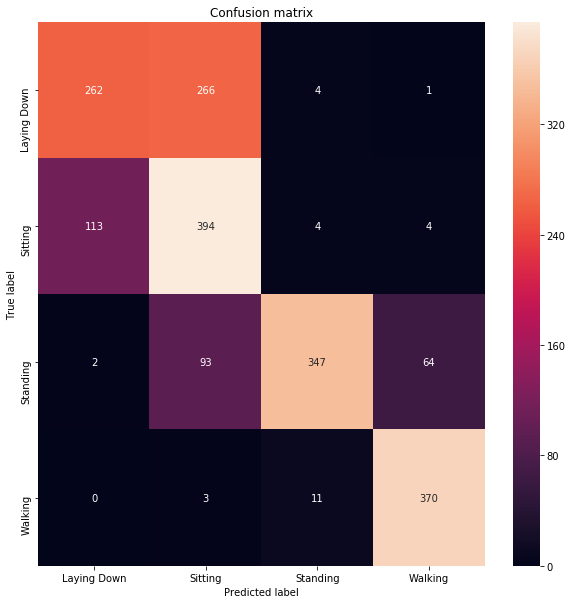 Confusion matrix
Laying Down 262 266 4 1
Sitting 113 394 4 4
Standing 2 93 347 64
Walking 0 3 11 370
True label
Laying Down Sitting Standing Walking
Predicted label
320
240
160
80
0